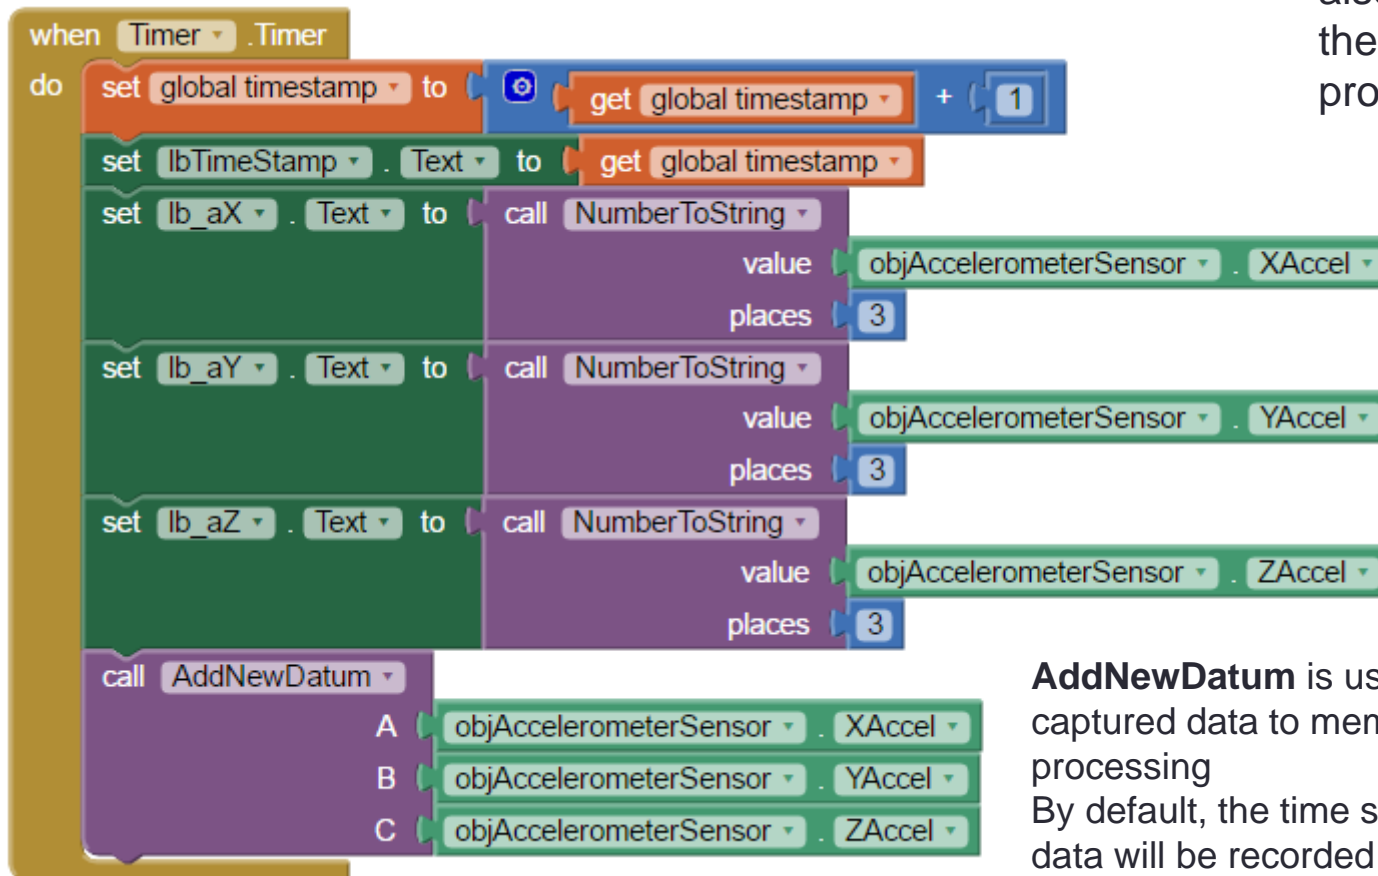 the
pro
when Timer .Timer
do set global timestamp to get global timestamp + 1
set lbTimeStamp . Text to get global timestamp
set lb_aX . Text to call NumberToString
value objAccelerometerSensor . XAccel
places 3
set lb_aY . Text to call NumberToString
value objAccelerometerSensor . YAccel
places 3
set lb_aZ . Text to call NumberToString
value objAccelerometerSensor . ZAccel
places 3
call AddNewDatum
A objAccelerometerSensor . XAccel
B objAccelerometerSensor . YAccel
C objAccelerometerSensor . ZAccel
AddNewDatum is us
captured data to mem
processing
By default, the time s
data will be recorded